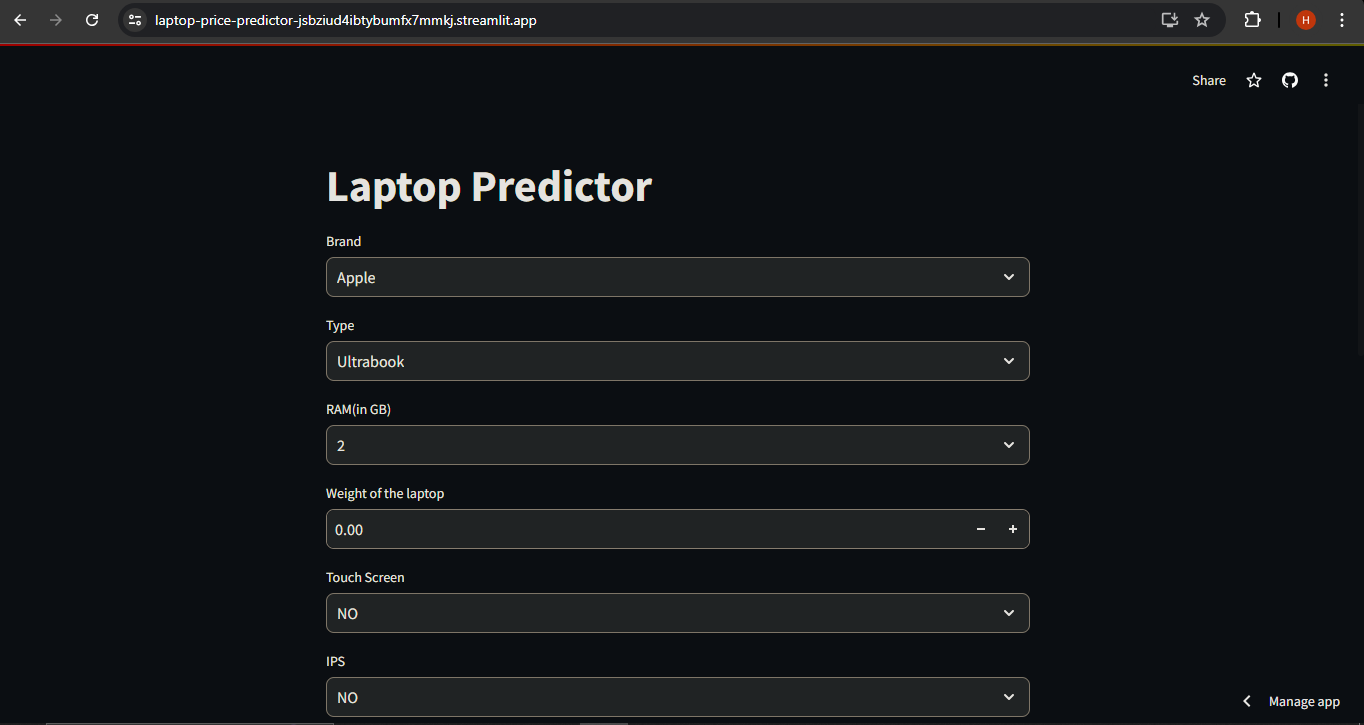 laptop-price-predictor-jsbziud4ibtybumfx7mmkj.streamlit.app
H
Share
Laptop Predictor
Brand
Apple
Type
Ultrabook
RAM(in GB)
2
Weight of the laptop
0.00
Touch Screen
NO
IPS
NO
Manage app